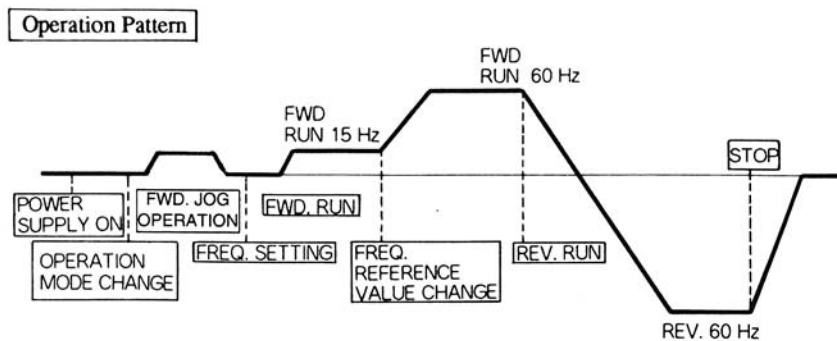 Operation Pattern
FWD
RUN 60 Hz
FWD
RUN 15 Hz
STOP
POWER
SUPPLY ON
FWD. JOG
OPERATION
FWD. RUN
OPERATION
MODE CHANGE
FREQ. SETTING
FREQ.
REFERENCE
VALUE CHANGE
REV. RUN
REV. 60 Hz